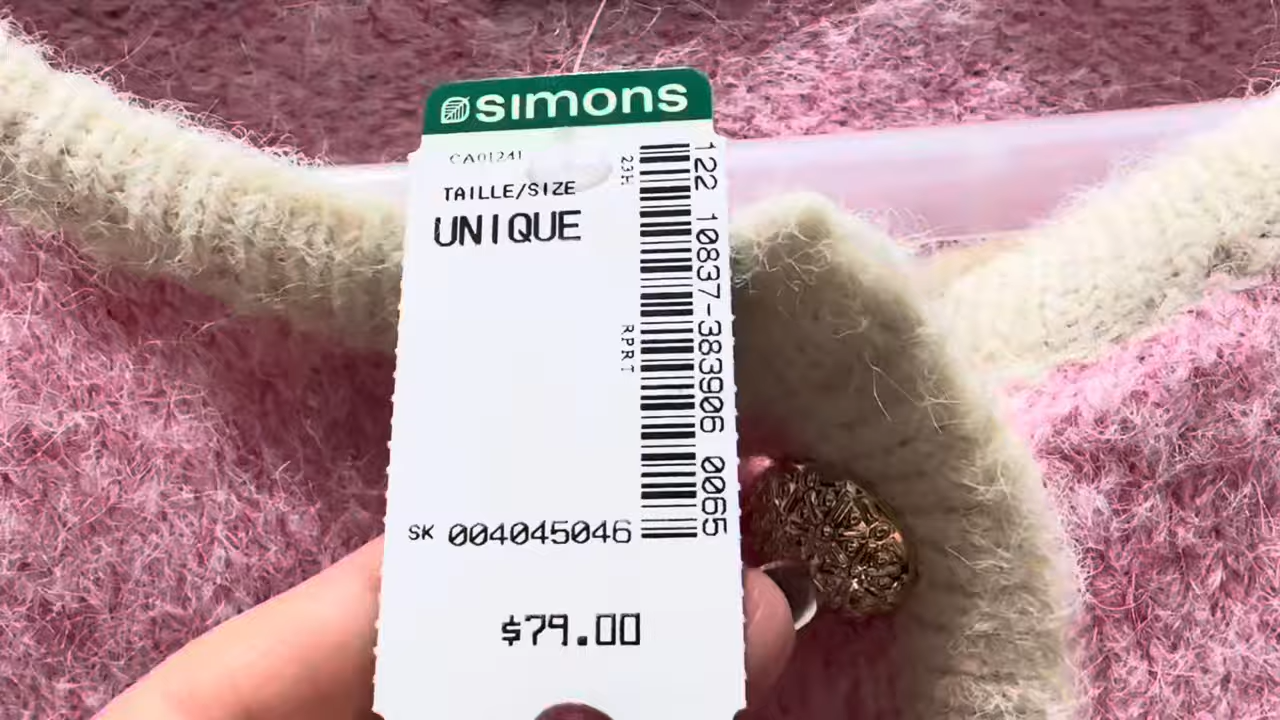 simons
CA01241
TAILLE/SIZE
UNIQUE
23H
RPRT
122 10837-383906 0065
SK 004045046
$79.00